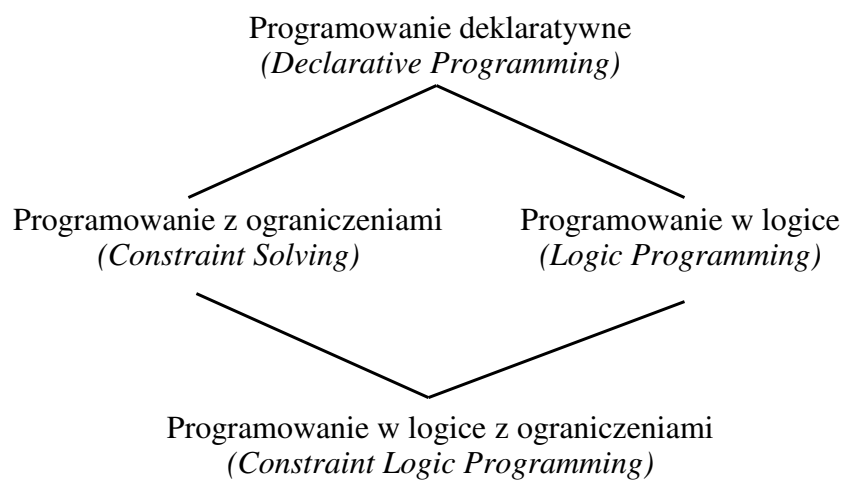 Programowanie deklaratywne
(Declarative Programming)
Programowanie z ograniczeniami
(Constraint Solving)
Programowanie w logice
(Logic Programming)
Programowanie w logice z ograniczeniami
(Constraint Logic Programming)